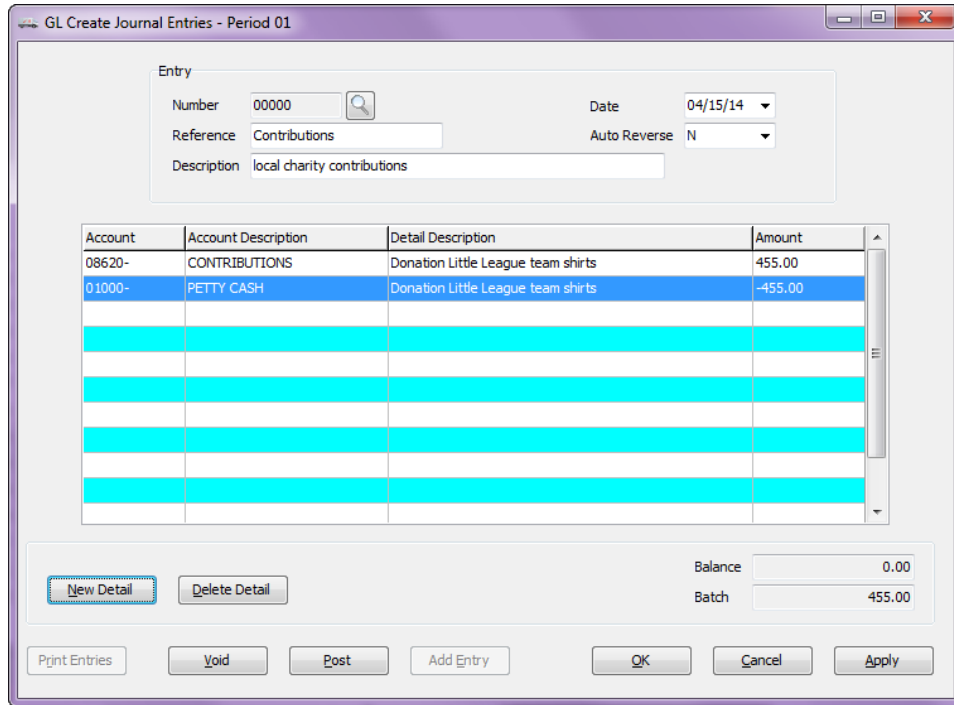 GL Create Journal Entries - Period 01
Entry
Number 00000 Date 04/15/14
Reference Contributions Auto Reverse N
Description local charity contributions
Account Account Description Detail Description Amount
08620- CONTRIBUTIONS Donation Little League team shirts 455.00
01000- PETTY CASH Donation Little League team shirts -455.00
Balance 0.00
New Detail Delete Detail
Batch 455.00
Print Entries Void Post Add Entry OK Cancel Apply